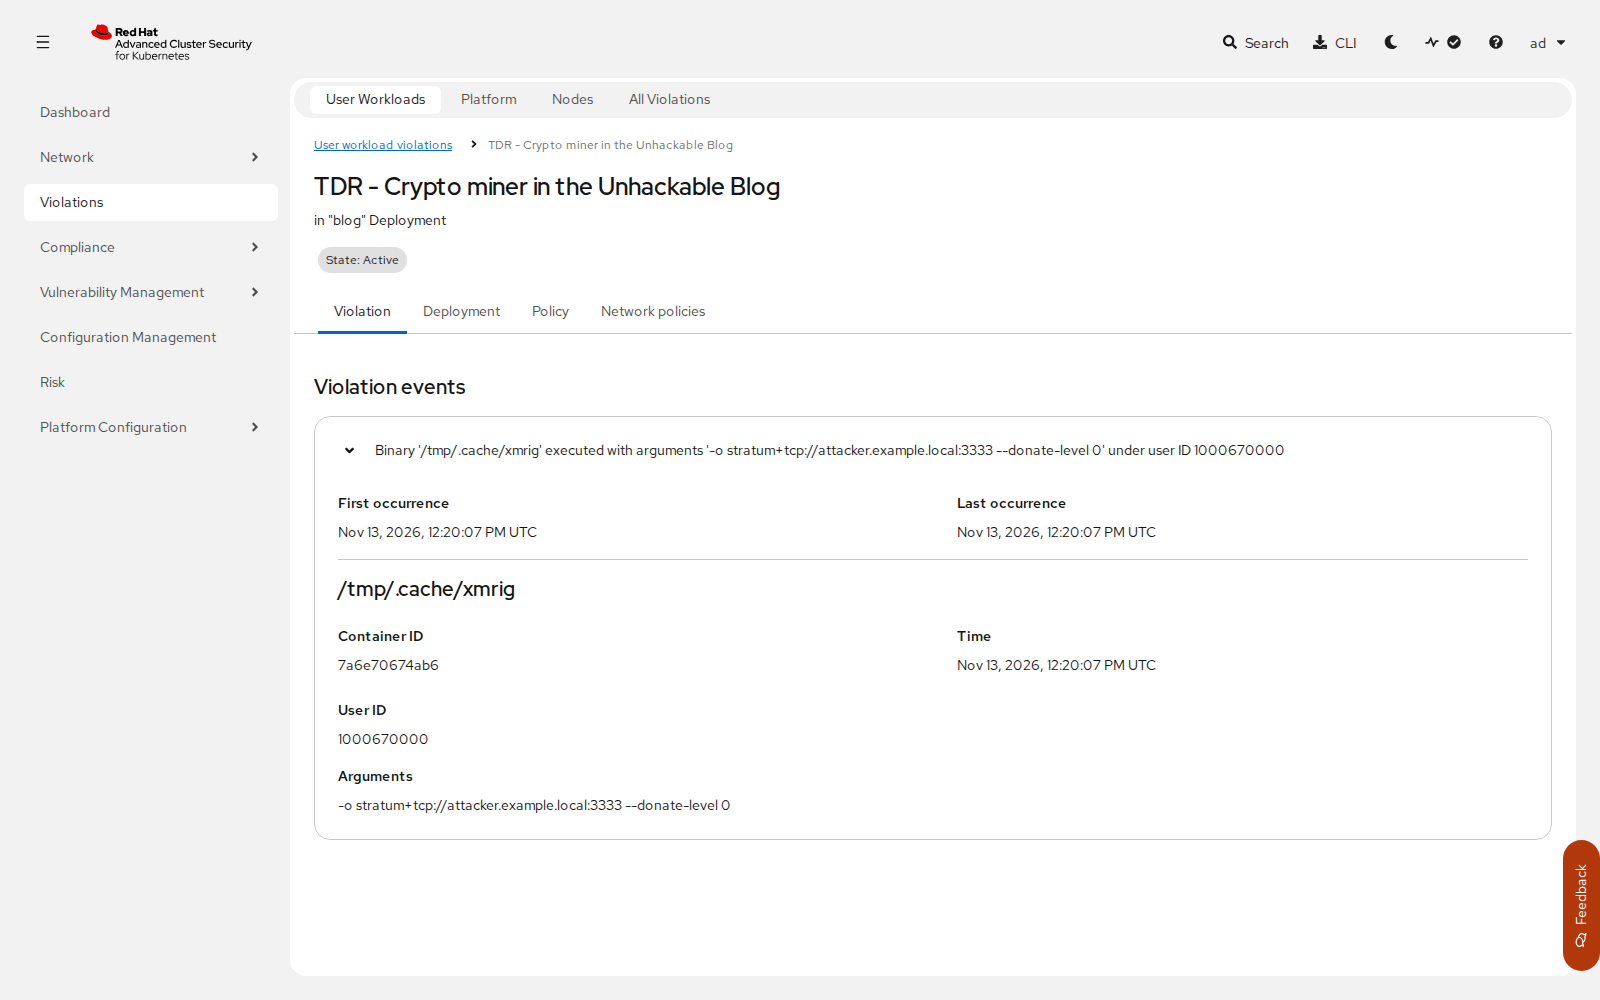 Red Hat
Advanced Cluster Security
for Kubernetes
Search
CLI
ad
Dashboard
Network
Violations
Compliance
Vulnerability Management
Configuration Management
Risk
Platform Configuration
User Workloads
Platform
Nodes
All Violations
User workload violations
TDR - Crypto miner in the Unhackable Blog
TDR - Crypto miner in the Unhackable Blog
in "blog" Deployment
State: Active
Violation
Deployment
Policy
Network policies
Violation events
Binary '/tmp/.cache/xmrig' executed with arguments '-o stratum+tcp://attacker.example.local:3333 --donate-level 0' under user ID 1000670000
First occurrence
Nov 13, 2026, 12:20:07 PM UTC
Last occurrence
Nov 13, 2026, 12:20:07 PM UTC
/tmp/.cache/xmrig
Container ID
7a6e70674ab6
Time
Nov 13, 2026, 12:20:07 PM UTC
User ID
1000670000
Arguments
-o stratum+tcp://attacker.example.local:3333 --donate-level 0
Feedback